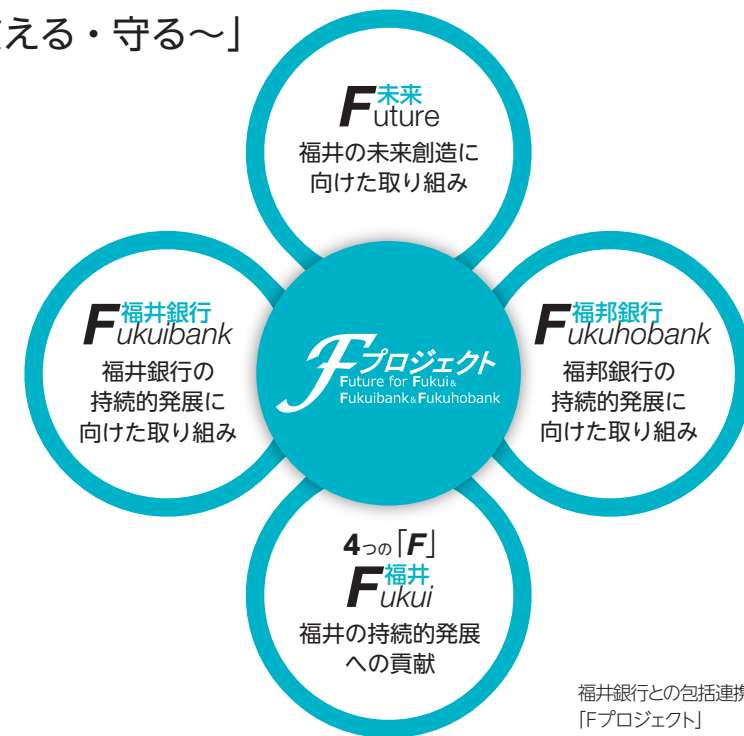 える・守る～」
未来
Future
福井の未来創造に
向けた取り組み
福井銀行
Fukuibank
福井銀行の
持続的発展に
向けた取り組み
Fプロジェクト
Future for Fukui&
Fukuibank&Fukuhobank
福邦銀行
Fukuhobank
福邦銀行の
持続的発展に
向けた取り組み
4つの「F」
福井
Fukui
福井の持続的発展
への貢献
福井銀行との包括連携
「Fプロジェクト」